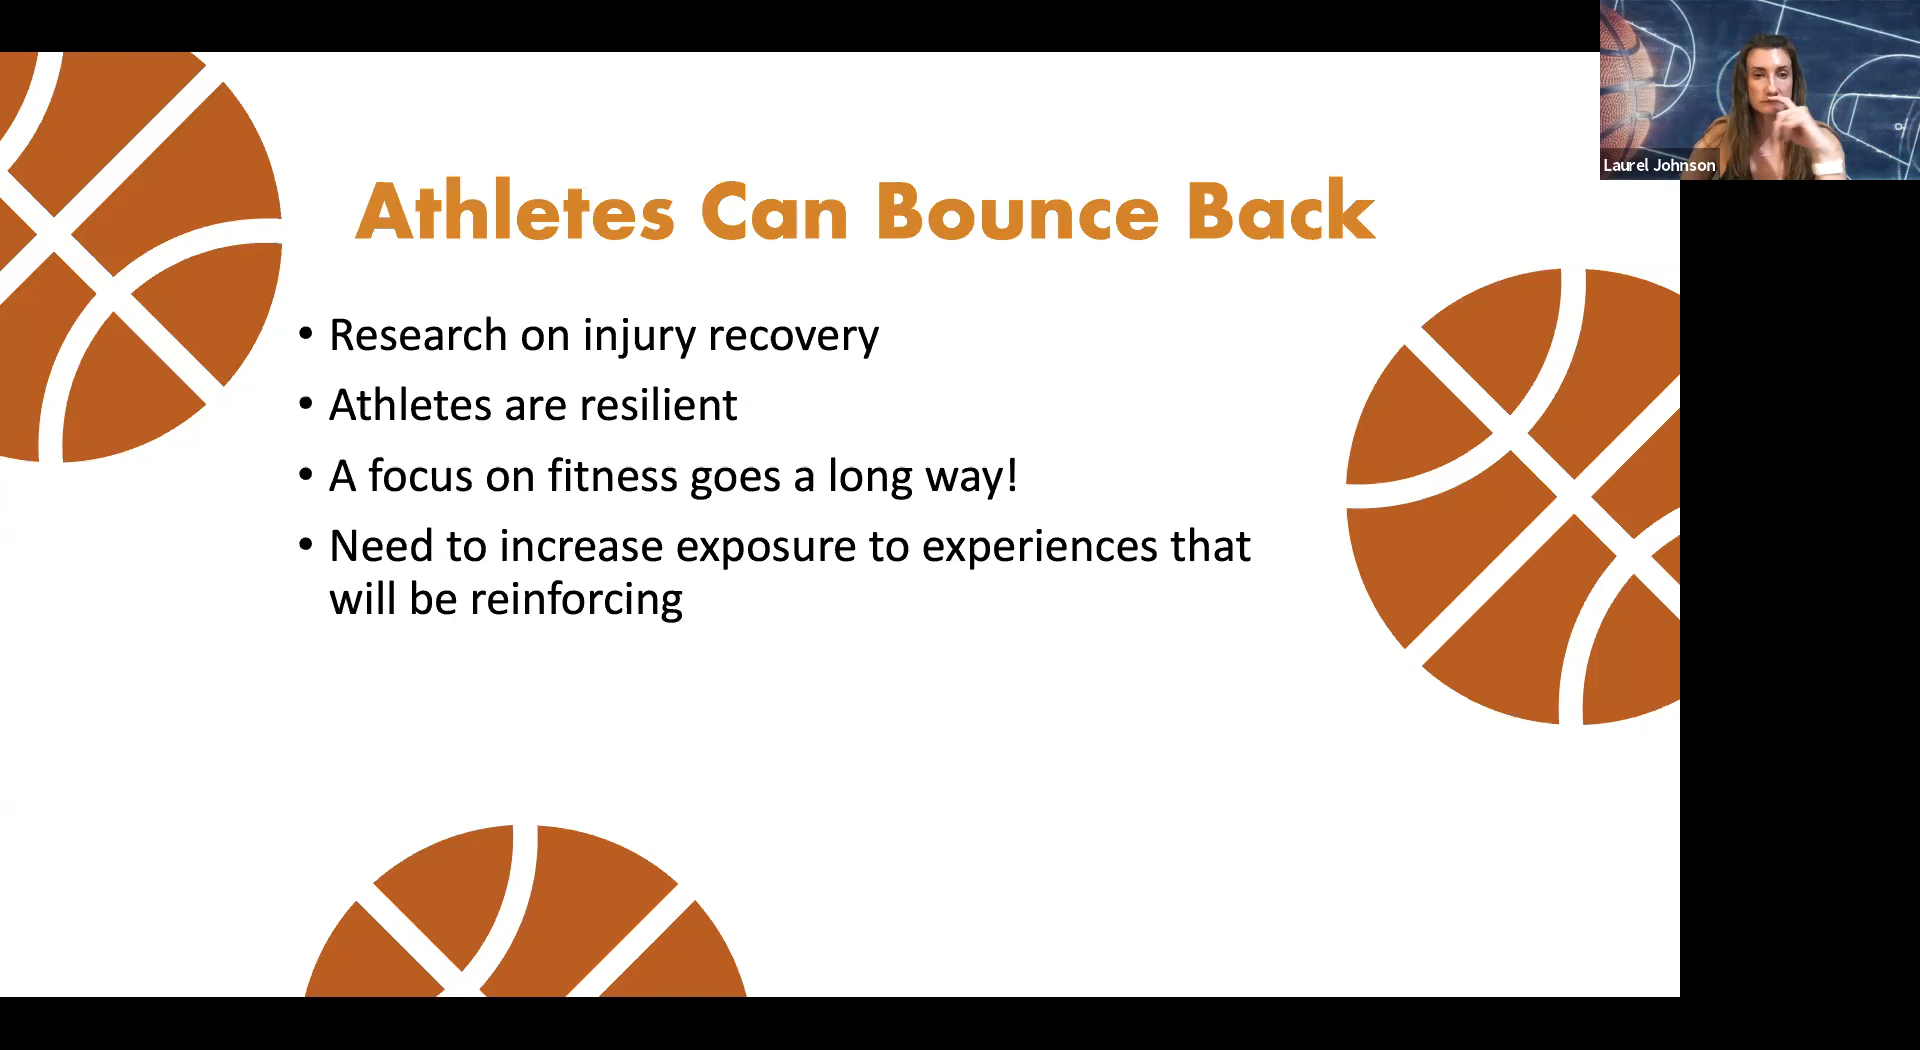 Laurel Johnson
Athletes Can Bounce Back
• Research on injury recovery
• Athletes are resilient
• A focus on fitness goes a long way!
• Need to increase exposure to experiences that
will be reinforcing